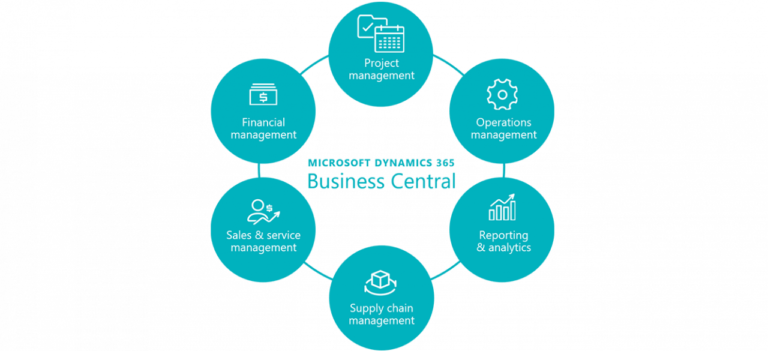 Project
management
Financial
management
Operations
management
MICROSOFT DYNAMICS 365
Business Central
Sales & service
management
Reporting
& analytics
Supply chain
management